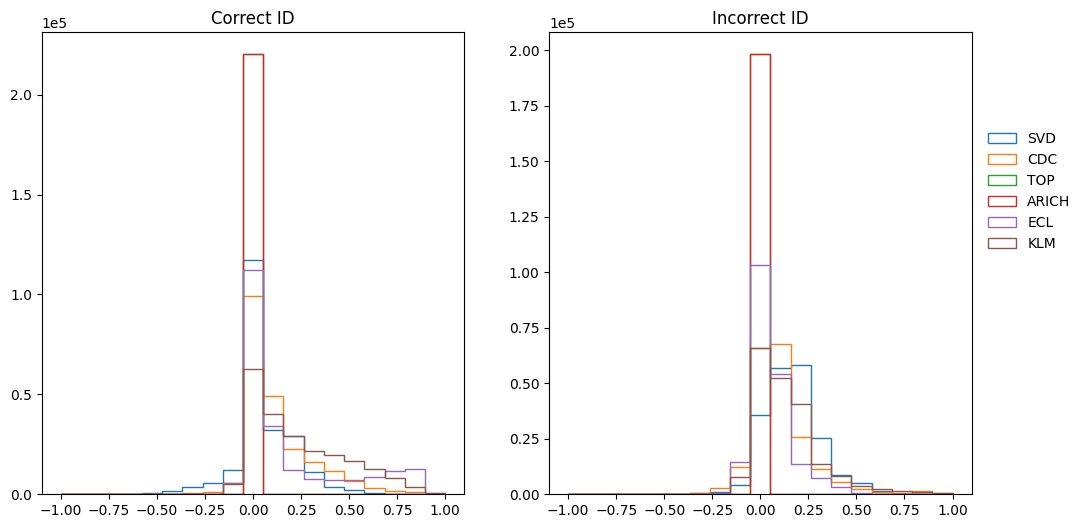 Correct ID
Incorrect ID
1e5
1e5
2.0
1.5
1.0
0.5
0.0
−1.00 −0.75 −0.50 −0.25 0.00 0.25 0.50 0.75 1.00
2.00
1.75
1.50
1.25
1.00
0.75
0.50
0.25
0.00
−1.00 −0.75 −0.50 −0.25 0.00 0.25 0.50 0.75 1.00
SVD
CDC
TOP
ARICH
ECL
KLM